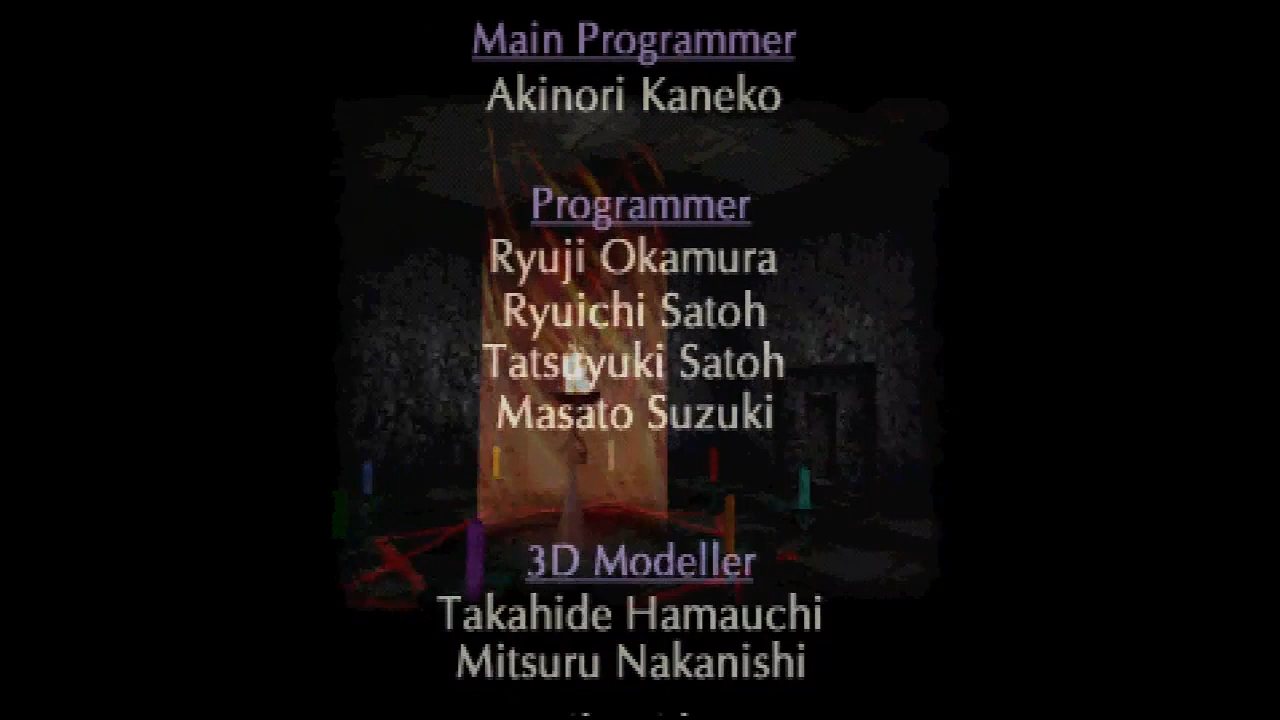 Main Programmer
Akinori Kaneko
Programmer
Ryuji Okamura
Ryuichi Satoh
Tatsuyuki Satoh
Masato Suzuki
3D Modeller
Takahide Hamauchi
Mitsuru Nakanishi